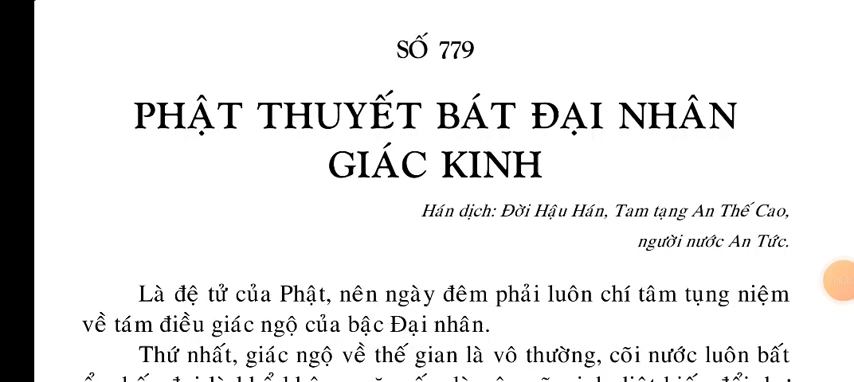 SỐ 779
PHẬT THUYẾT BÁT ĐẠI NHÂN
GIÁC KINH
Hán dịch: Đời Hậu Hán, Tam tạng An Thế Cao,
người nước An Tức.
Là đệ tử của Phật, nên ngày đêm phải luôn chí tâm tụng niệm
về tám điều giác ngộ của bậc Đại nhân.
Thứ nhất, giác ngộ về thế gian là vô thường, cõi nước luôn bất